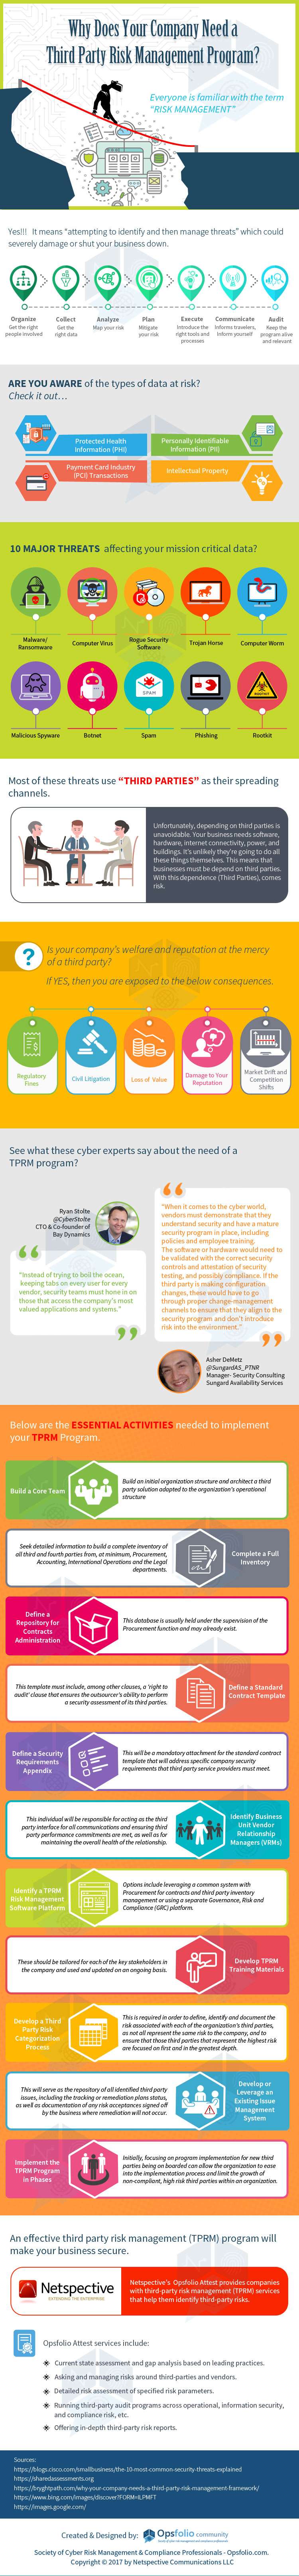 Why Does Your Company Need a
Third Party Risk Management Program?
Everyone is familiar with the term
"RISK MANAGEMENT"
Yes!!! It means "attempting to identify and then manage threats" which could
severely damage or shut your business down.
Organize
Get the right
people involved
Collect
Get the
right data
Analyze
Map your risk
Plan
Mitigate
your risk
Execute
Introduce the
right tools and
processes
Communicate
Informs travelers,
Inform yourself
Audit
Keep the
program alive
and relevant
ARE YOU AWARE of the types of data at risk?
Check it out…
Protected Health
Information (PHI)
Personally Identifiable
Information (PII)
Payment Card Industry
(PCI) Transactions
Intellectual Property
10 MAJOR THREATS affecting your mission critical data?
Malware/
Ransomware
Computer Virus
Rogue Security
Software
Trojan Horse
Computer Worm
SPAM
ROOTKIT
Malicious Spyware
Botnet
Spam
Phishing
Rootkit
Most of these threats use "THIRD PARTIES" as their spreading
channels.
Unfortunately, depending on third parties is
unavoidable. Your business needs software,
hardware, internet connectivity, power, and
buildings. It's unlikely they're going to do all
these things themselves. This means that
businesses must be depend on third parties.
With this dependence (Third Parties), comes
risk.
?
Is your company's welfare and reputation at the mercy
of a third party?
If YES, then you are exposed to the below consequences.
Regulatory
Fines
Civil Litigation
Loss of Value
Damage to Your
Reputation
Market Drift and
Competition
Shifts
See what these cyber experts say about the need of a
TPRM program?
Ryan Stolte
@CyberStolte
CTO & Co-founder of
Bay Dynamics
"Instead of trying to boil the ocean,
keeping tabs on every user for every
vendor, security teams must hone in on
those that access the company's most
valued applications and systems."
"When it comes to the cyber world,
vendors must demonstrate that they
understand security and have a mature
security program in place, including
policies and employee training.
The software or hardware would need to
be validated with the correct security
controls and attestation of security
testing, and possibly compliance. If the
third party is making configuration
changes, these would have to go
through proper change-management
channels to ensure that they align to the
security program and don't introduce
risk into the environment."
Asher DeMetz
@SungardAS_PTNR
Manager- Security Consulting
Sungard Availability Services
Below are the ESSENTIAL ACTIVITIES needed to implement
your TPRM Program.
Build a Core Team
Build an initial organization structure and architect a third
party solution adapted to the organization's operational
structure
Seek detailed information to build a complete inventory of
all third and fourth parties from, at minimum, Procurement,
Accounting, International Operations and the Legal
departments.
Complete a Full
Inventory
Define a
Repository for
Contracts
Administration
This database is usually held under the supervision of the
Procurement function and may already exist.
This template must include, among other clauses, a 'right to
audit' clause that ensures the outsourcer's ability to perform
a security assessment of its third parties.
Define a Standard
Contract Template
Define a Security
Requirements
Appendix
This will be a mandatory attachment for the standard contract
template that will address specific company security
requirements that third party service providers must meet.
This individual will be responsible for acting as the third
party interface for all communications and ensuring third
party performance commitments are met, as well as for
maintaining the overall health of the relationship.
Identify Business
Unit Vendor
Relationship
Managers (VRMs)
Identify a TPRM
Risk Management
Software Platform
Options include leveraging a common system with
Procurement for contracts and third party inventory
management or using a separate Governance, Risk and
Compliance (GRC) platform.
These should be tailored for each of the key stakeholders in
the company and used and updated on an ongoing basis.
Develop TPRM
Training Materials
Develop a Third
Party Risk
Categorization
Process
This is required in order to define, identify and document the
risk associated with each of the organization's third parties,
as not all represent the same risk to the company, and to
ensure that those third parties that represent the highest risk
are focused on first and in the greatest depth.
This will serve as the repository of all identified third party
issues, including the tracking or remediation plans status,
as well as documentation of any risk acceptances signed off
by the business where remediation will not occur.
Develop or
Leverage an
Existing Issue
Management
System
Implement the
TPRM Program
in Phases
Initially, focusing on program implementation for new third
parties being on boarded can allow the organization to ease
into the implementation process and limit the growth of
non-compliant, high risk third parties within an organization.
An effective third party risk management (TPRM) program will
make your business secure.
Netspective
EXTENDING THE ENTERPRISE
Netspective's Opsfolio Attest provides companies
with third-party risk management (TPRM) services
that help them identify third-party risks.
Opsfolio Attest services include:
Current state assessment and gap analysis based on leading practices.
Asking and managing risks around third-parties and vendors.
Detailed risk assessment of specified risk parameters.
Running third-party audit programs across operational, information security,
and compliance risk, etc.
Offering in-depth third-party risk reports.
Sources:
https://blogs.cisco.com/smallbusiness/the-10-most-common-security-threats-explained
https://sharedassessments.org
https://bryghtpath.com/why-your-company-needs-a-third-party-risk-management-framework/
https://www.bing.com/images/discover?FORM=ILPMFT
https://images.google.com/
Created & Designed by:
Opsfolio community
Society of Cyber Risk Management & Compliance Professionals - Opsfolio.com.
Copyright © 2017 by Netspective Communications LLC